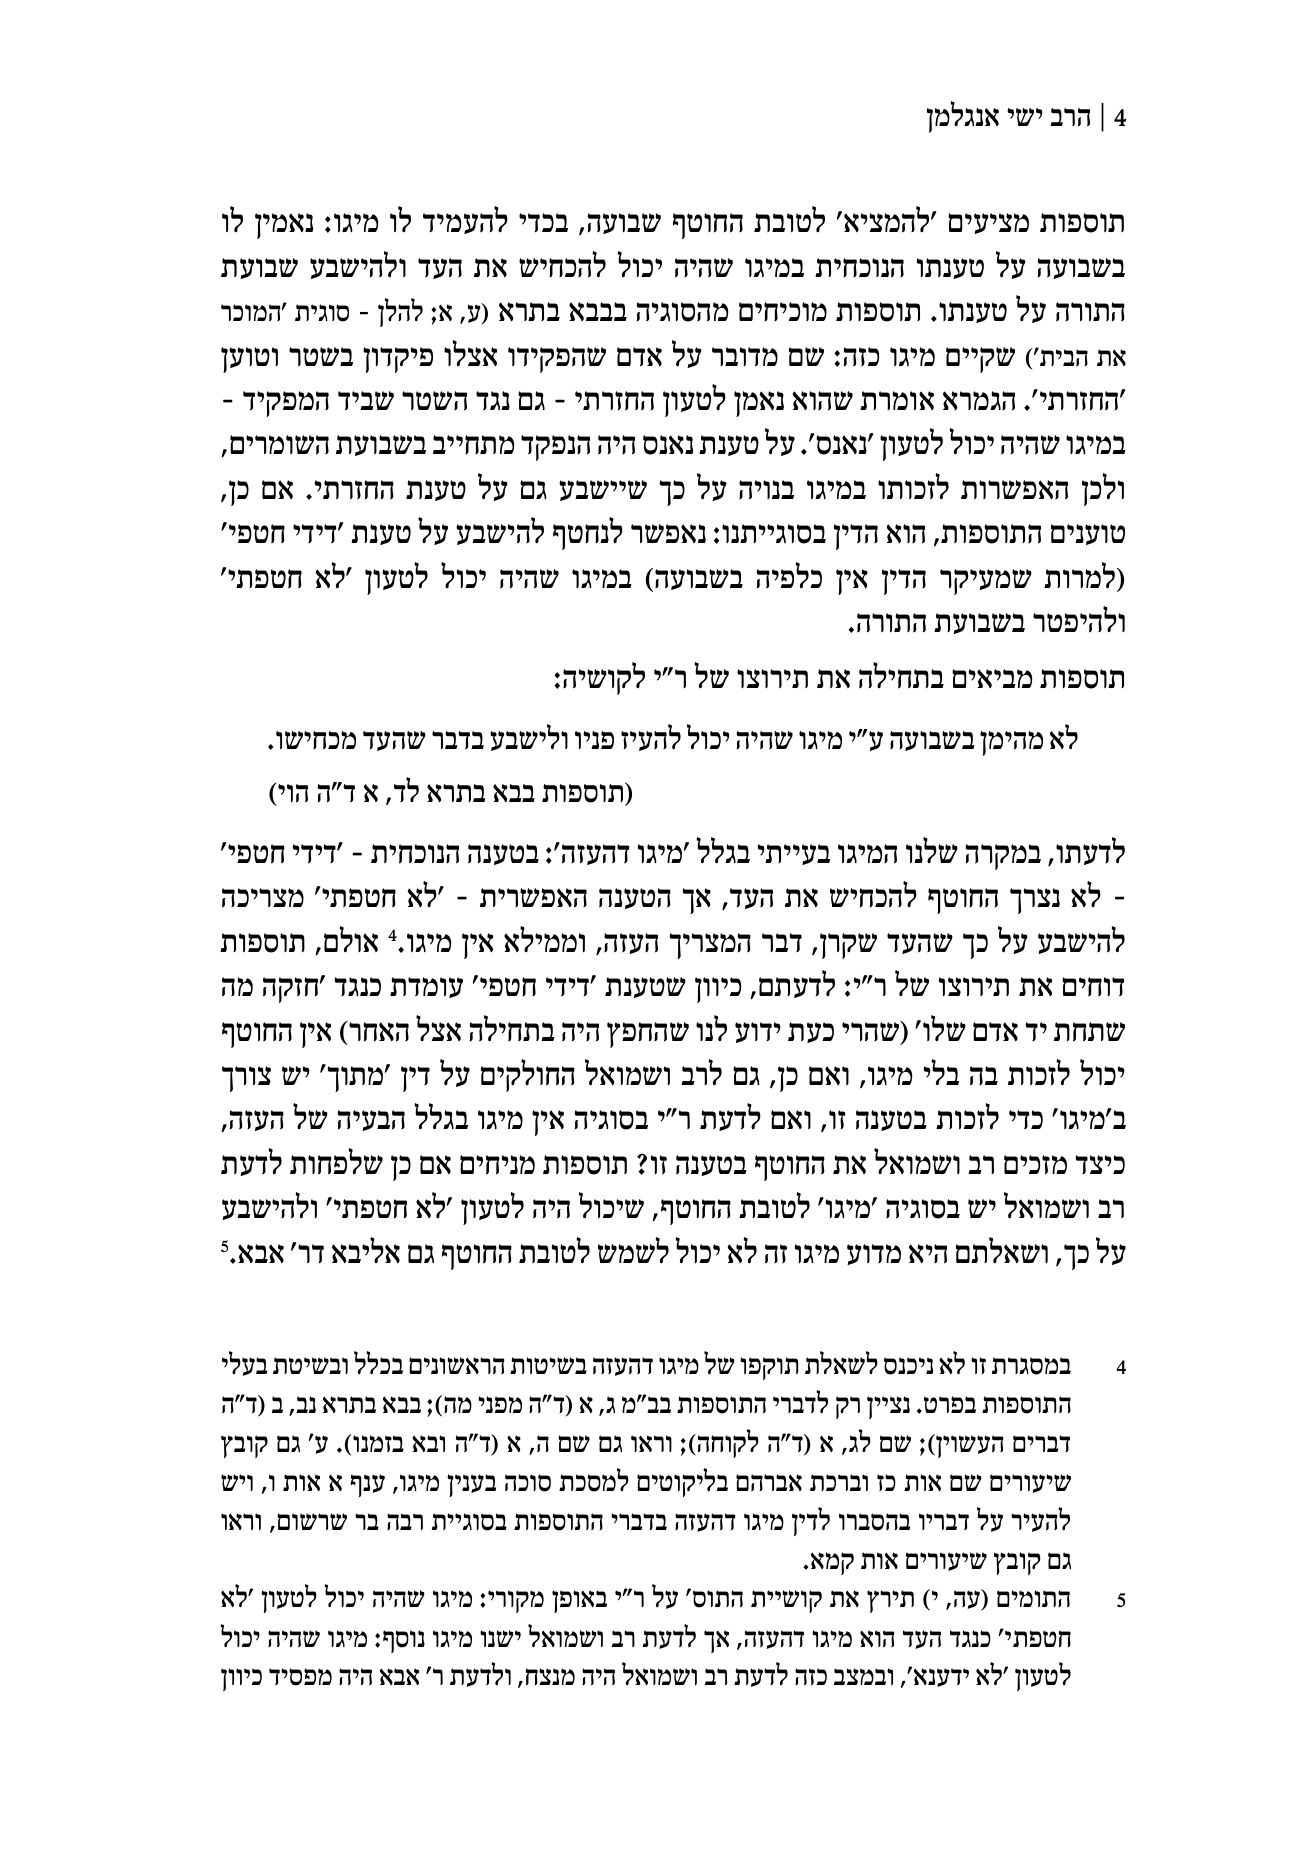 4 | הרב ישי אנגלמן
תוספות מציעים 'להמציא' לטובת החוטף שבועה, בכדי להעמיד לו מיגו: נאמין לו
בשבועה על טענתו הנוכחית במיגו שהיה יכול להכחיש את העד ולהישבע שבועת
התורה על טענתו. תוספות מוכיחים מהסוגיה בבבא בתרא (ע, א; להלן - סוגית 'המוכר
את הבית') שקיים מיגו כזה: שם מדובר על אדם שהפקידו אצלו פיקדון בשטר וטוען
'החזרתי'. הגמרא אומרת שהוא נאמן לטעון החזרתי - גם נגד השטר שביד המפקיד -
במיגו שהיה יכול לטעון 'נאנס'. על טענת נאנס היה הנפקד מתחייב בשבועת השומרים,
ולכן האפשרות לזכותו במיגו בנויה על כך שיישבע גם על טענת החזרתי. אם כן,
טוענים התוספות, הוא הדין בסוגייתנו: נאפשר לנחטף להישבע על טענת 'דידי חטפי'
(למרות שמעיקר הדין אין כלפיה בשבועה) במיגו שהיה יכול לטעון 'לא חטפתי'
ולהיפטר בשבועת התורה.
תוספות מביאים בתחילה את תירוצו של ר"י לקושיה:
לא מהימן בשבועה ע"י מיגו שהיה יכול להעיז פניו ולישבע בדבר שהעד מכחישו.
(תוספות בבא בתרא לד, א ד"ה הוי)
לדעתו, במקרה שלנו המיגו בעייתי בגלל 'מיגו דהעזה': בטענה הנוכחית - 'דידי חטפי'
- לא נצרך החוטף להכחיש את העד, אך הטענה האפשרית - 'לא חטפתי' מצריכה
להישבע על כך שהעד שקרן, דבר המצריך העזה, וממילא אין מיגו.4 אולם, תוספות
דוחים את תירוצו של ר"י: לדעתם, כיוון שטענת 'דידי חטפי' עומדת כנגד 'חזקה מה
שתחת יד אדם שלו' (שהרי כעת ידוע לנו שהחפץ היה בתחילה אצל האחר) אין החוטף
יכול לזכות בה בלי מיגו, ואם כן, גם לרב ושמואל החולקים על דין 'מתוך' יש צורך
ב'מיגו' כדי לזכות בטענה זו, ואם לדעת ר"י בסוגיה אין מיגו בגלל הבעיה של העזה,
כיצד מזכים רב ושמואל את החוטף בטענה זו? תוספות מניחים אם כן שלפחות לדעת
רב ושמואל יש בסוגיה 'מיגו' לטובת החוטף, שיכול היה לטעון 'לא חטפתי' ולהישבע
על כך, ושאלתם היא מדוע מיגו זה לא יכול לשמש לטובת החוטף גם אליבא דר' אבא.5
4 במסגרת זו לא ניכנס לשאלת תוקפו של מיגו דהעזה בשיטות הראשונים בכלל ובשיטת בעלי
התוספות בפרט. נציין רק לדברי התוספות בב"מ ג, א (ד"ה מפני מה); בבא בתרא נב, ב (ד"ה
דברים העשוין); שם לג, א (ד"ה לקוחה); וראו גם שם ה, א (ד"ה ובא בזמנו). ע' גם קובץ
שיעורים שם אות כז וברכת אברהם בליקוטים למסכת סוכה בענין מיגו, ענף א אות ו, ויש
להעיר על דבריו בהסברו לדין מיגו דהעזה בדברי התוספות בסוגיית רבה בר שרשום, וראו
גם קובץ שיעורים אות קמא.
5 התומים (עה, י) תירץ את קושיית התוס' על ר"י באופן מקורי: מיגו שהיה יכול לטעון 'לא
חטפתי' כנגד העד הוא מיגו דהעזה, אך לדעת רב ושמואל ישנו מיגו נוסף: מיגו שהיה יכול
לטעון 'לא ידענא', ובמצב כזה לדעת רב ושמואל היה מנצח, ולדעת ר' אבא היה מפסיד כיוון